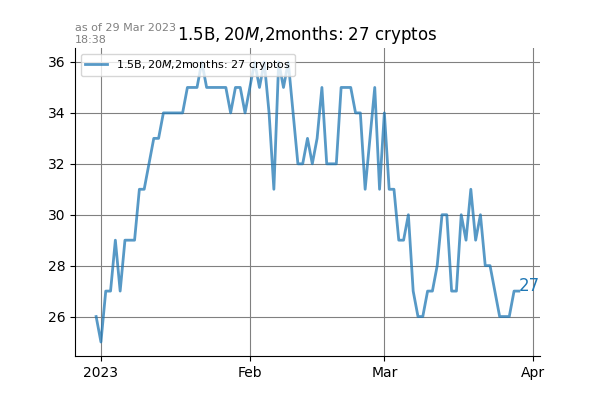 as of 29 Mar 2023
18:38
1.5B, 20M,2months: 27 cryptos
1.5B, 20M,2months: 27 cryptos
36
34
32
30
28
26
27
2023
Feb
Mar
Apr